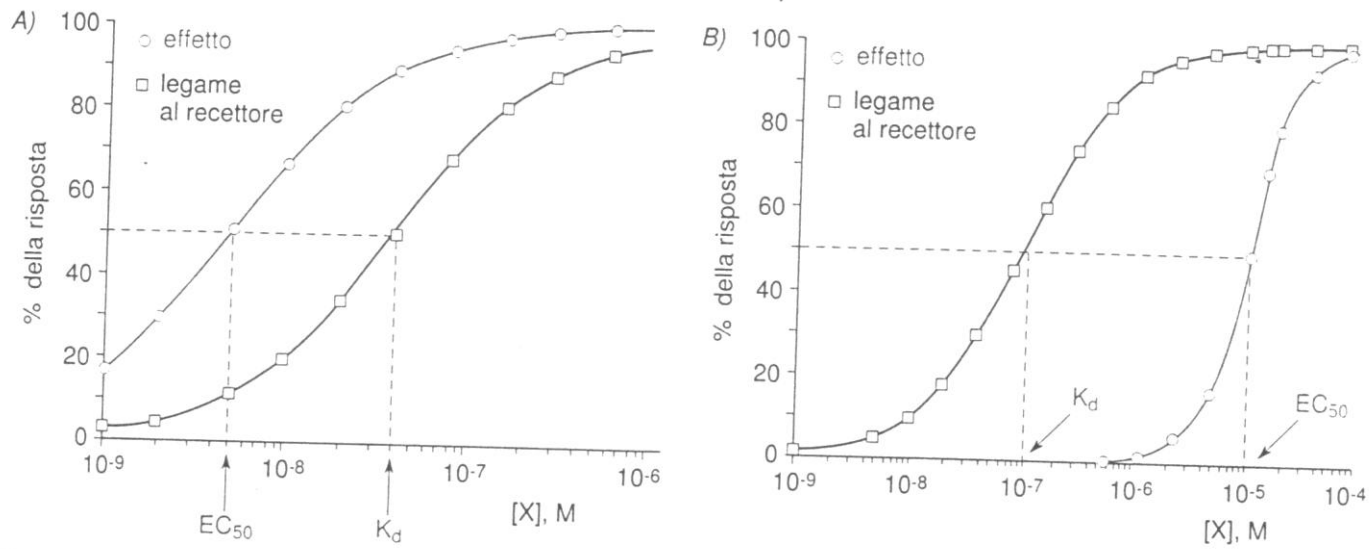 A)
100
80
60
40
20
0
% della risposta
effetto
legame
al recettore
10-9
10-8
10-7
10-6
EC50
Kd
[X], M
B)
100
80
60
40
20
0
% della risposta
effetto
legame
al recettore
Kd
EC50
10-9
10-8
10-7
10-6
10-5
10-4
[X], M